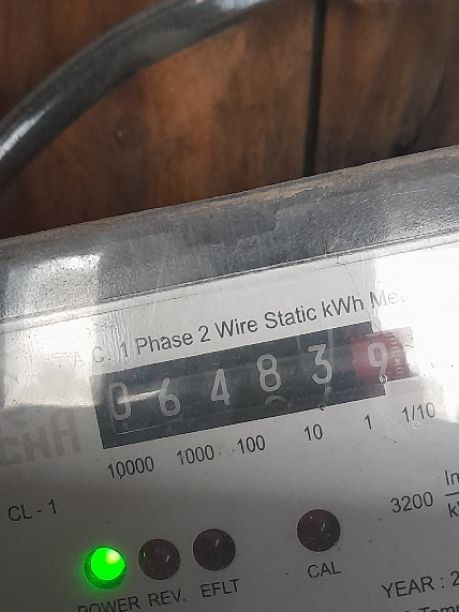 1 Phase 2 Wire Static kWh
0 6 4 8 3 9
10000 1000 100 10 1 1/10
CL - 1
3200
POWER REV. EFLT CAL
YEAR : 2